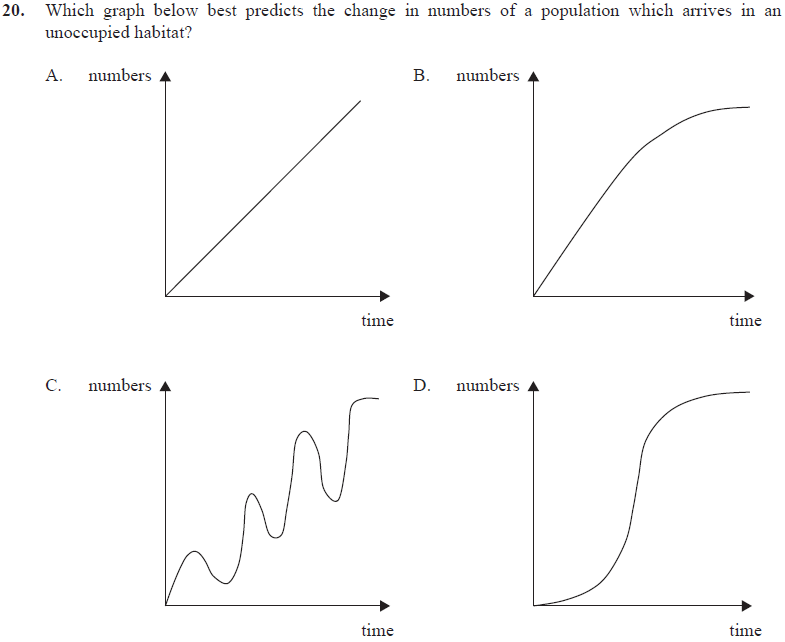 20. Which graph below best predicts the change in numbers of a population which arrives in an
unoccupied habitat?
A. numbers
B. numbers
time
time
C. numbers
D. numbers
time
time